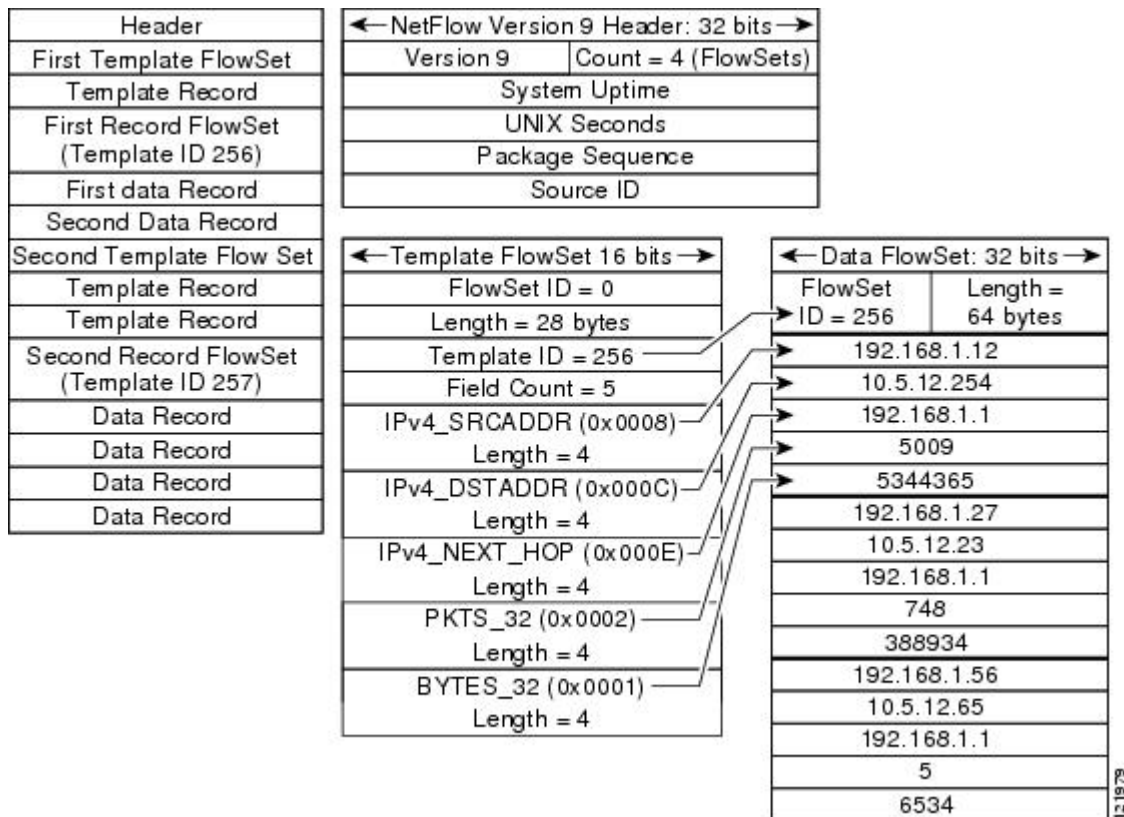 Header
First Template FlowSet
Template Record
First Record FlowSet
(Template ID 256)
First data Record
Second Data Record
Second Template Flow Set
Template Record
Template Record
Second Record FlowSet
(Template ID 257)
Data Record
Data Record
Data Record
Data Record
NetFlow Version 9 Header: 32 bits
Version 9
Count = 4 (FlowSets)
System Uptime
UNIX Seconds
Package Sequence
Source ID
Template FlowSet 16 bits
FlowSet ID = 0
Length = 28 bytes
Template ID = 256
Field Count = 5
IPv4_SRCADDR (0x0008)
Length = 4
IPv4_DSTADDR (0x000C)
Length = 4
IPv4_NEXT_HOP (0x000E)
Length = 4
PKTS_32 (0x0002)
Length = 4
BYTES_32 (0x0001)
Length = 4
Data FlowSet: 32 bits
FlowSet
ID = 256
Length =
64 bytes
192.168.1.12
10.5.12.254
192.168.1.1
5009
5344365
192.168.1.27
10.5.12.23
192.168.1.1
748
388934
192.168.1.56
10.5.12.65
192.168.1.1
5
6534
121979